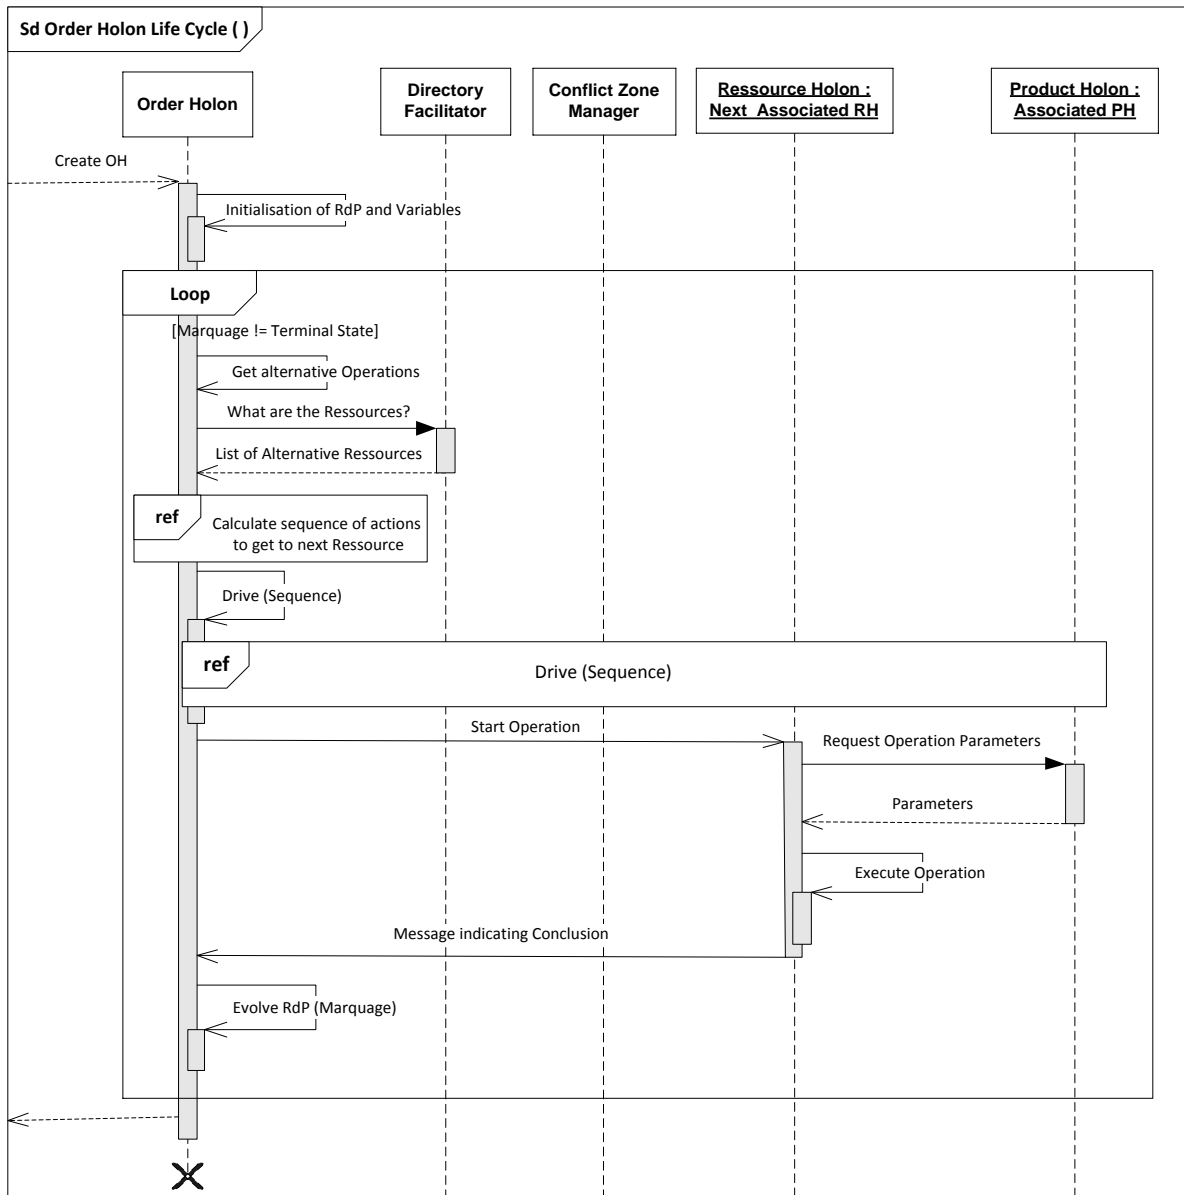 Sd Order Holon Life Cycle ( )
Order Holon
Directory
Facilitator
Conflict Zone
Manager
Ressource Holon :
Next_Associated RH
Product Holon :
Associated PH
Create OH
Initialisation of RdP and Variables
Loop
[Marquage != Terminal State]
Get alternative Operations
What are the Ressources?
List of Alternative Ressources
ref
Calculate sequence of actions
to get to next Ressource
Drive (Sequence)
ref
Drive (Sequence)
Start Operation
Request Operation Parameters
Parameters
Execute Operation
Message indicating Conclusion
Evolve RdP (Marquage)